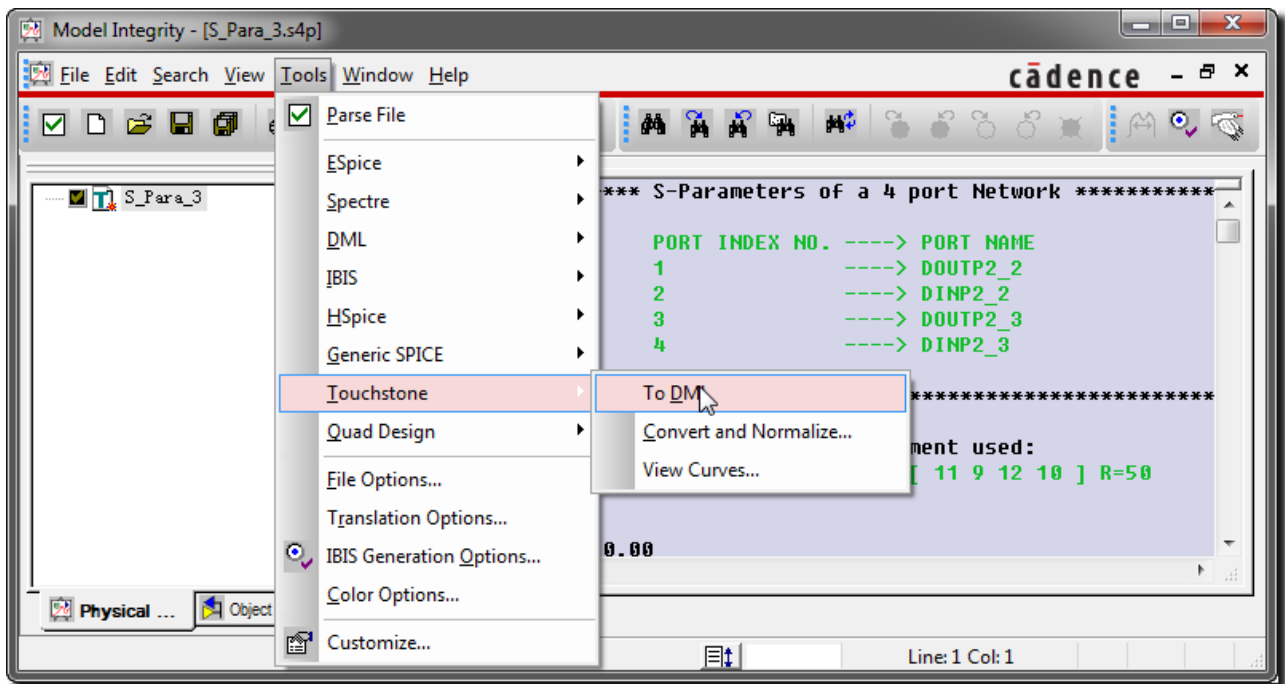 Model Integrity - [S_Para_3.s4p]
File Edit Search View Tools Window Help
cādence
Parse File
ESpice
Spectre
DML
IBIS
HSpice
Generic SPICE
Touchstone
Quad Design
File Options...
Translation Options...
IBIS Generation Options...
Color Options...
Customize...
To DM
Convert and Normalize...
View Curves...
S_Para_3
*** S-Parameters of a 4 port Network ***********
PORT INDEX NO. ----> PORT NAME
1 ----> DOUTP2_2
2 ----> DINP2_2
3 ----> DOUTP2_3
4 ----> DINP2_3
************************
ment used:
[ 11 9 12 10 ] R=50
0.00
Physical ...
Object
Line: 1 Col: 1